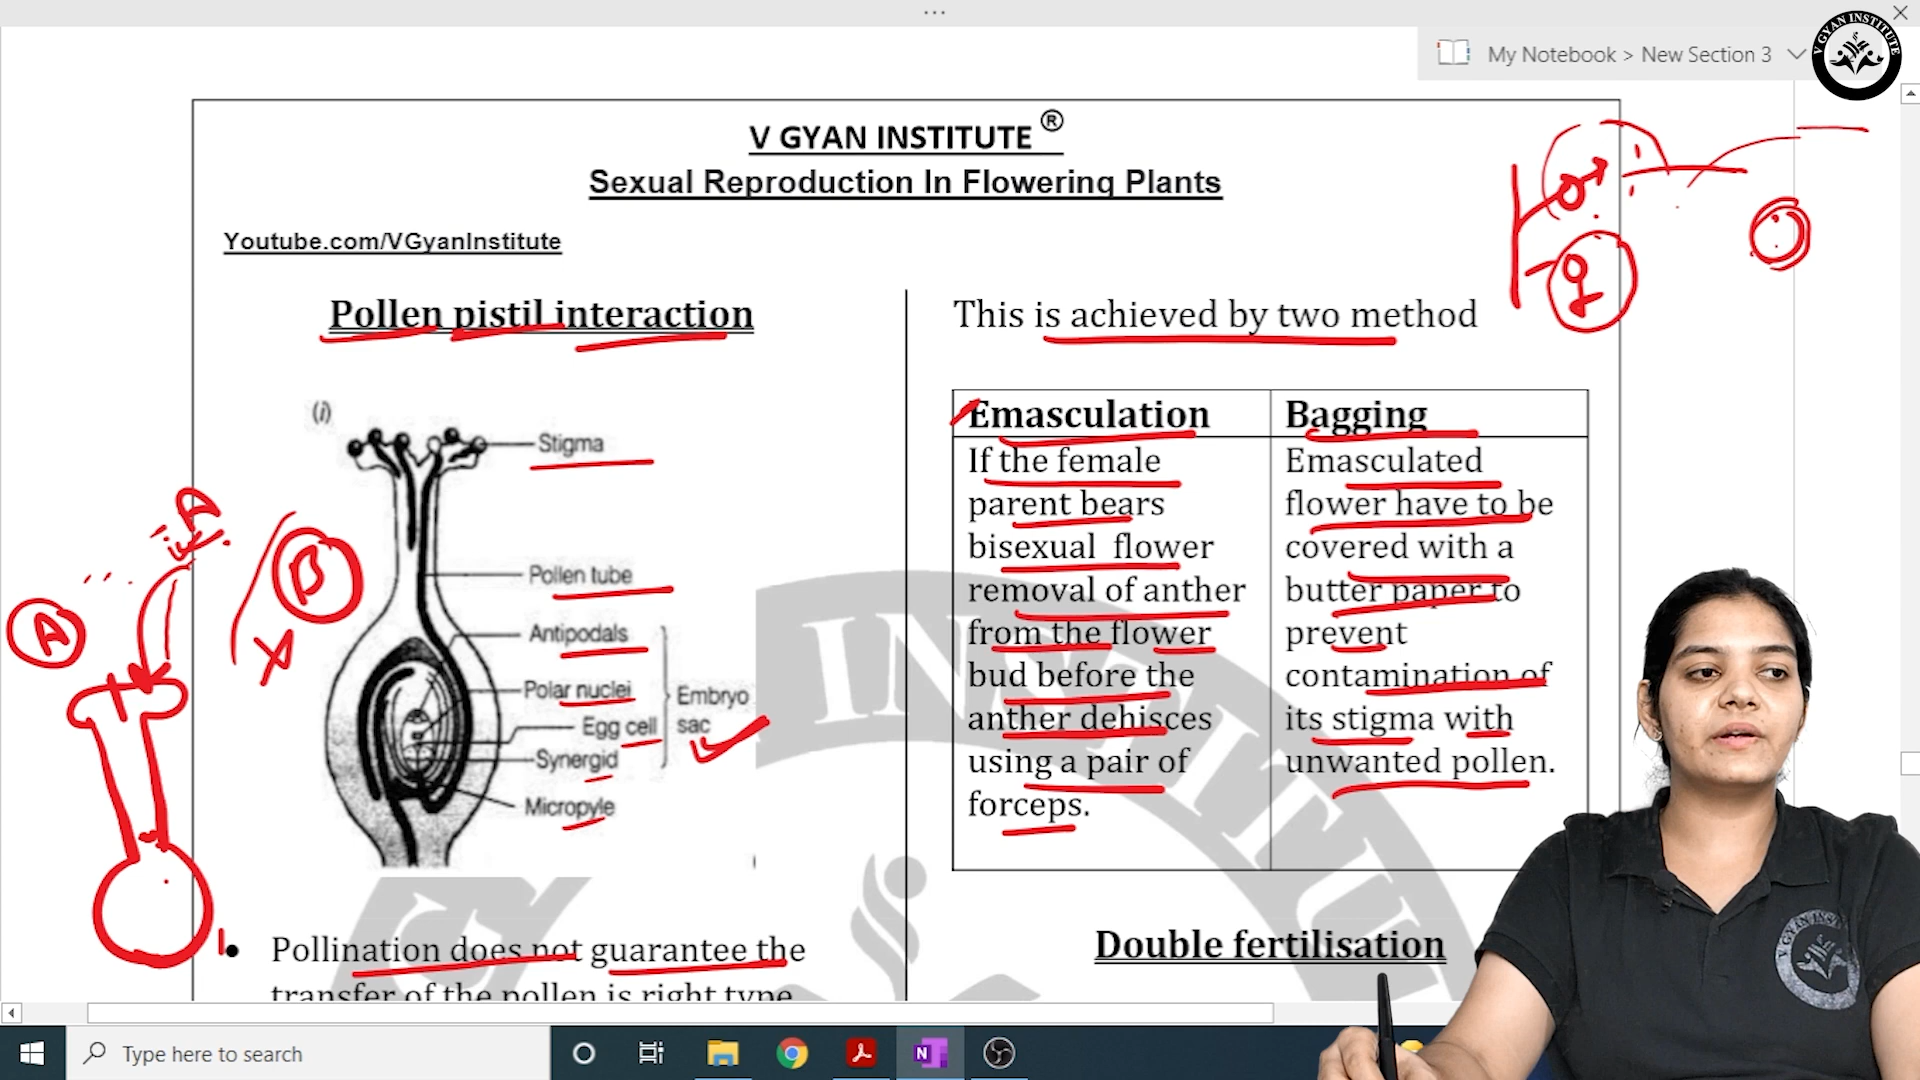 ...
My Notebook > New Section 3
V GYAN INSTITUTE
V GYAN INSTITUTE ®
Sexual Reproduction In Flowering Plants
Youtube.com/VGyanInstitute
Pollen pistil interaction
(i)
Stigma
Pollen tube
Antipodals
Polar nuclei
Egg cell
Synergid
Embryo
sac
Micropyle
A
B
A
• Pollination does not guarantee the
transfer of the pollen is right type
This is achieved by two method
Emasculation
If the female
parent bears
bisexual flower
removal of anther
from the flower
bud before the
anther dehisces
using a pair of
forceps.
Bagging
Emasculated
flower have to be
covered with a
butter paper to
prevent
contamination of
its stigma with
unwanted pollen.
Double fertilisation
Type here to search